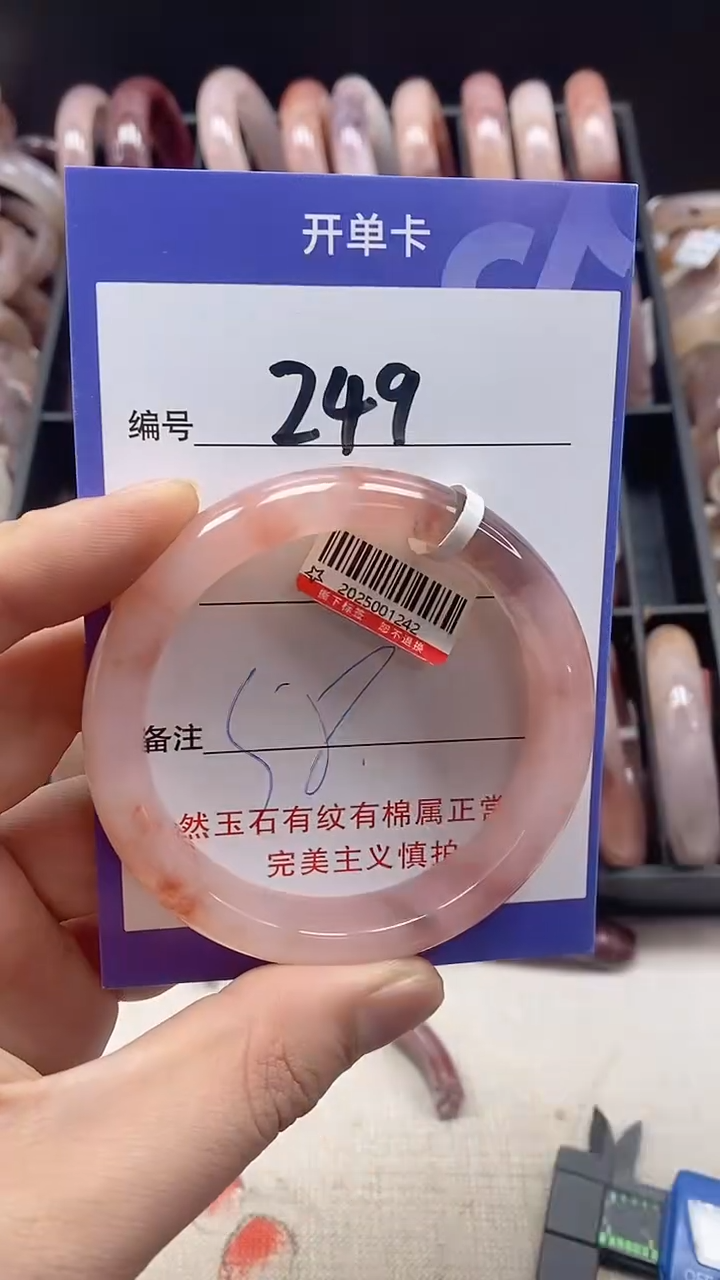 开单卡
编号 249
2025001242
撕下标签 恕不退换
备注 58
然玉石有纹有棉属正常
完美主义慎拍